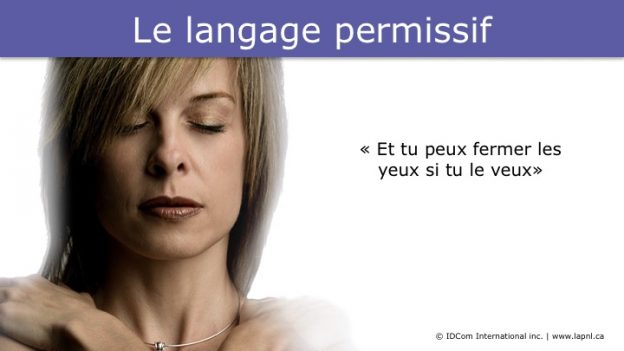 Le langage permissif
« Et tu peux fermer les
yeux si tu le veux»
© IDCom International inc. | www.lapnl.ca